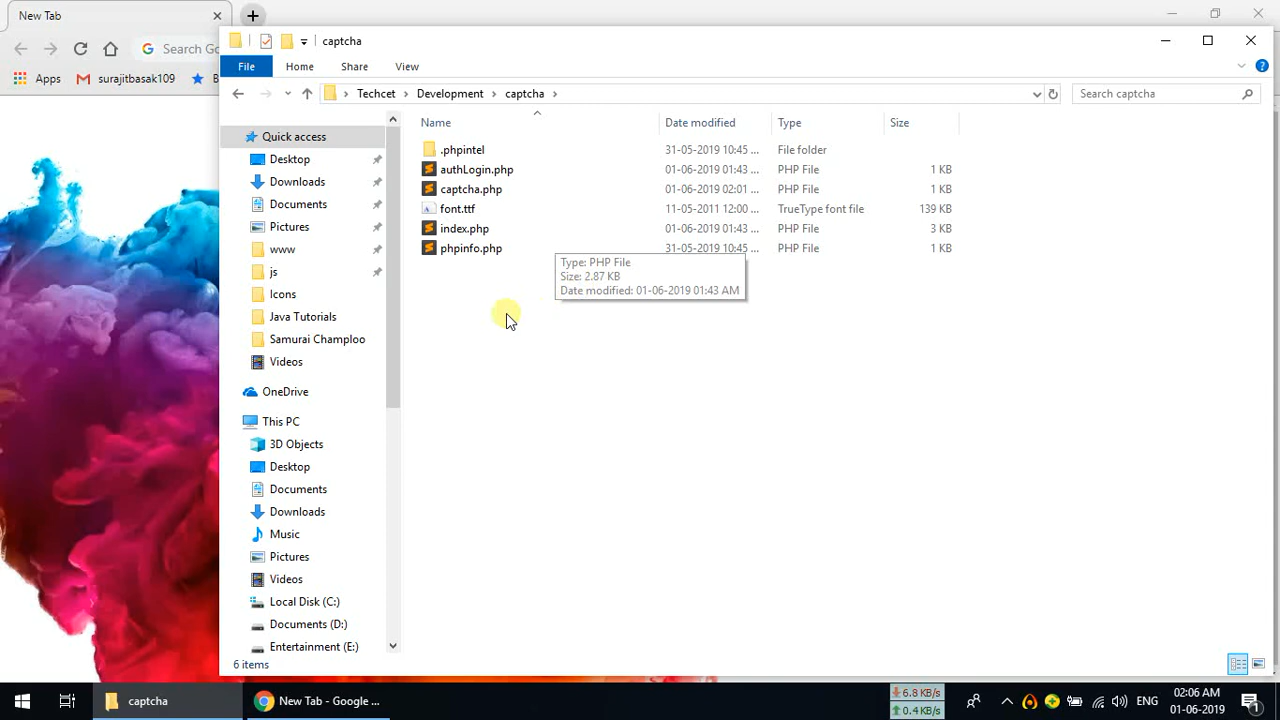 New Tab
Search Go
Apps
surajitbasak109
B
captcha
File
Home
Share
View
Techcet
Development
captcha
Search captcha
Name
Date modified
Type
Size
.phpintel
31-05-2019 10:45 ...
File folder
authLogin.php
01-06-2019 01:43 ...
PHP File
1 KB
captcha.php
01-06-2019 02:01 ...
PHP File
1 KB
font.ttf
11-05-2011 12:00 ...
TrueType font file
139 KB
index.php
01-06-2019 01:43 ...
PHP File
3 KB
phpinfo.php
31-05-2019 10:45 ...
PHP File
1 KB
Type: PHP File
Size: 2.87 KB
Date modified: 01-06-2019 01:43 AM
Quick access
Desktop
Downloads
Documents
Pictures
www
js
Icons
Java Tutorials
Samurai Champloo
Videos
OneDrive
This PC
3D Objects
Desktop
Documents
Downloads
Music
Pictures
Videos
Local Disk (C:)
Documents (D:)
Entertainment (E:)
6 items
captcha
New Tab - Google ...
6.8 KB/s
0.4 KB/s
ENG
02:06 AM
01-06-2019
1